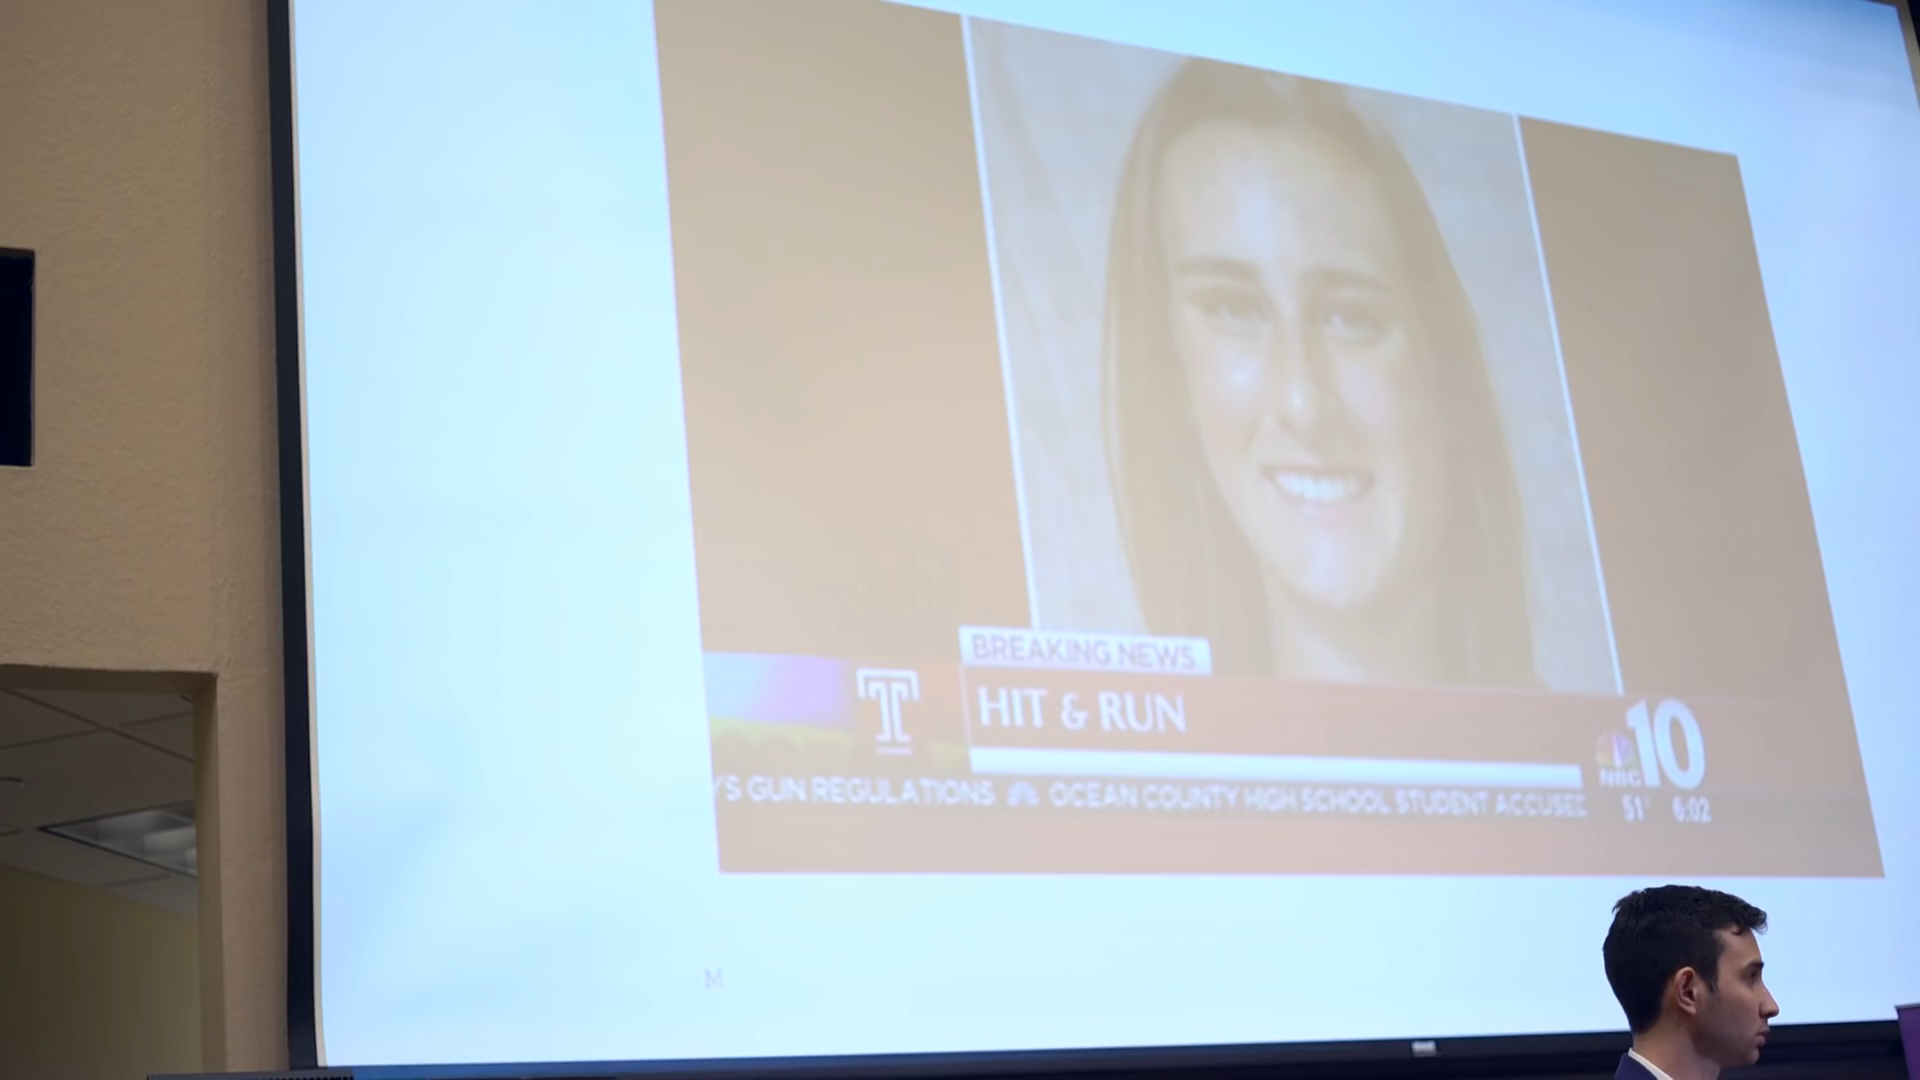 BREAKING NEWS
T
HIT & RUN
NBC 10
'S GUN REGULATIONS OCEAN COUNTY HIGH SCHOOL STUDENT ACCUSED
51° 6:02